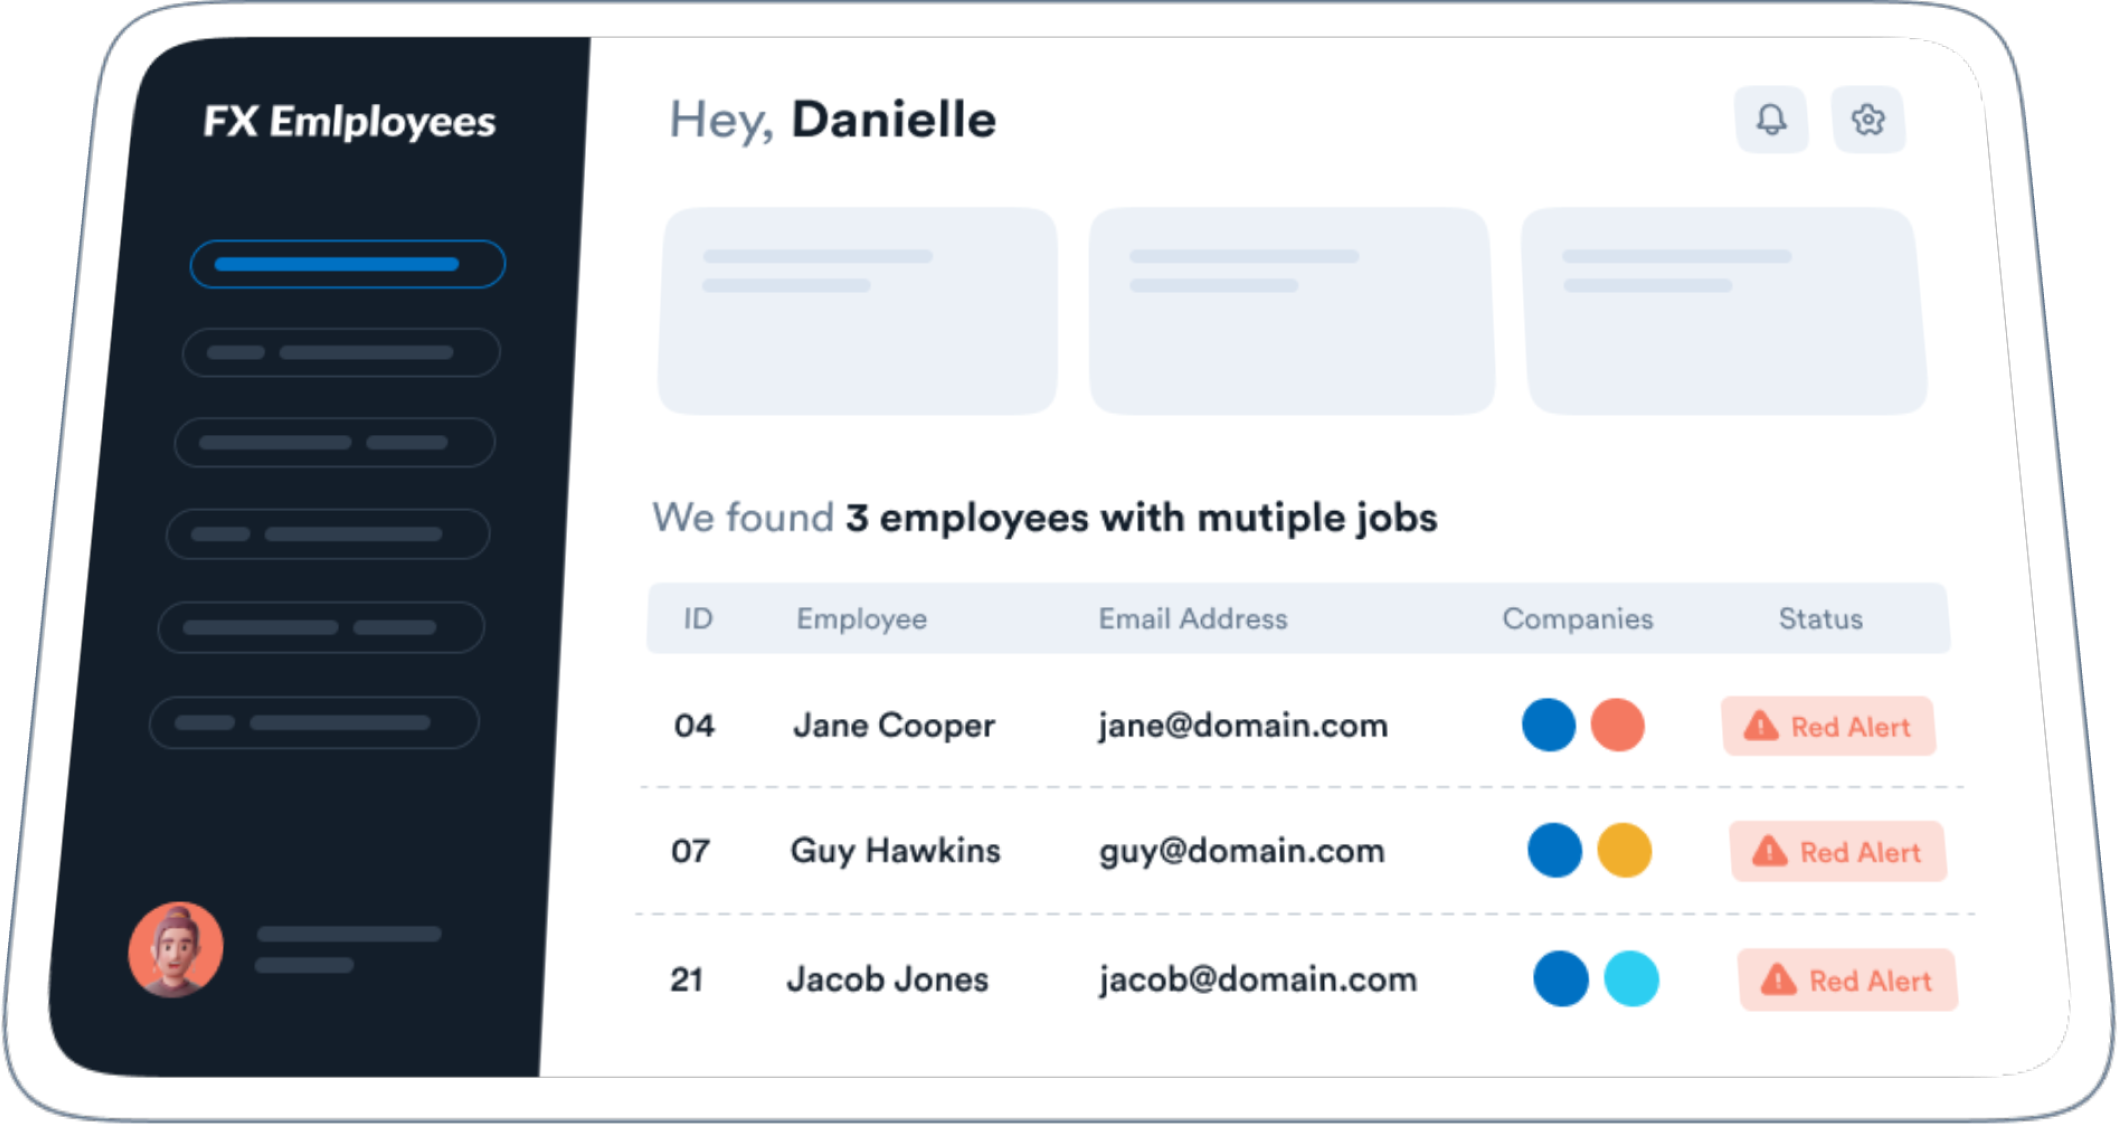 FX Emlployees
Hey, Danielle
We found 3 employees with mutiple jobs
ID Employee Email Address Companies Status
04 Jane Cooper jane@domain.com Red Alert
07 Guy Hawkins guy@domain.com Red Alert
21 Jacob Jones jacob@domain.com Red Alert